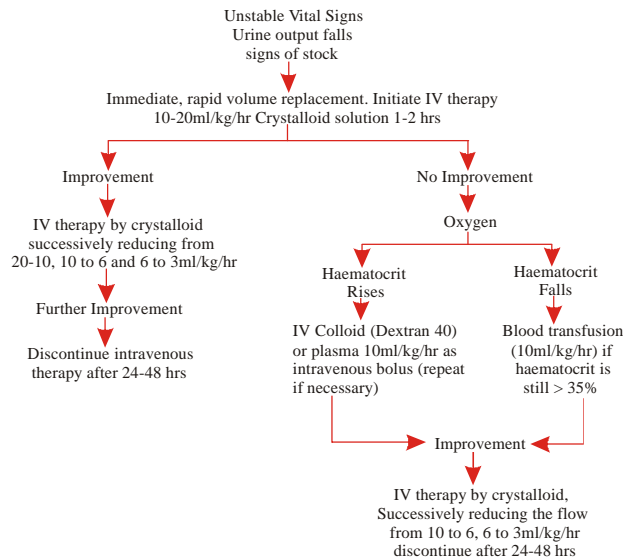 Unstable Vital Signs
Urine output falls
signs of stock
Immediate, rapid volume replacement. Initiate IV therapy
10-20ml/kg/hr Crystalloid solution 1-2 hrs
Improvement
No Improvement
IV therapy by crystalloid
successively reducing from
20-10, 10 to 6 and 6 to 3ml/kg/hr
Oxygen
Haematocrit
Rises
Haematocrit
Falls
Further Improvement
IV Colloid (Dextran 40)
or plasma 10ml/kg/hr as
intravenous bolus (repeat
if necessary)
Blood transfusion
(10ml/kg/hr) if
haematocrit is
still > 35%
Discontinue intravenous
therapy after 24-48 hrs
Improvement
IV therapy by crystalloid,
Successively reducing the flow
from 10 to 6, 6 to 3ml/kg/hr
discontinue after 24-48 hrs